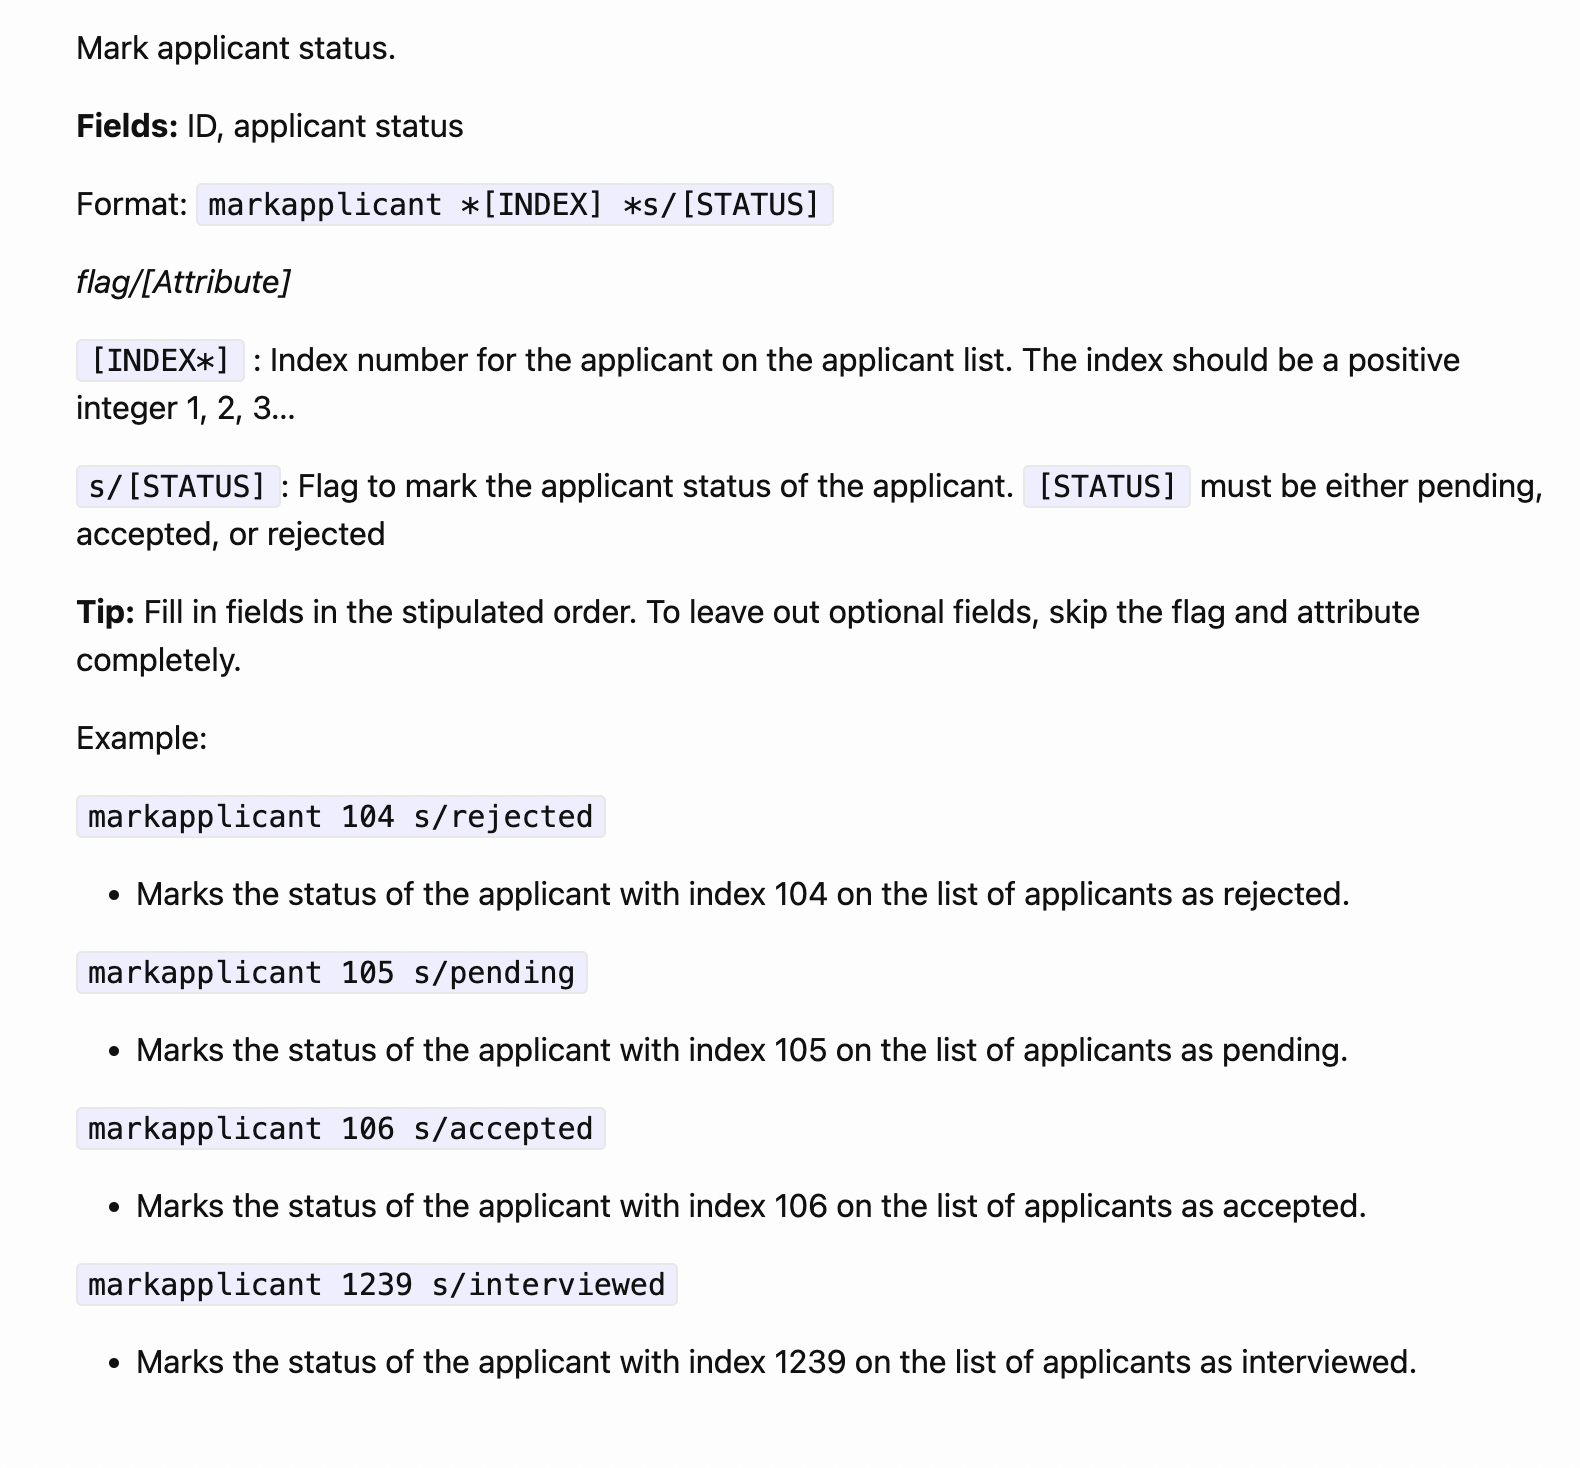 Mark applicant status.
Fields: ID, applicant status
Format: markapplicant *[INDEX] *s/[STATUS]
flag/[Attribute]
[INDEX*] : Index number for the applicant on the applicant list. The index should be a positive
integer 1, 2, 3...
s/[STATUS] : Flag to mark the applicant status of the applicant. [STATUS] must be either pending,
accepted, or rejected
Tip: Fill in fields in the stipulated order. To leave out optional fields, skip the flag and attribute
completely.
Example:
markapplicant 104 s/rejected
• Marks the status of the applicant with index 104 on the list of applicants as rejected.
markapplicant 105 s/pending
• Marks the status of the applicant with index 105 on the list of applicants as pending.
markapplicant 106 s/accepted
• Marks the status of the applicant with index 106 on the list of applicants as accepted.
markapplicant 1239 s/interviewed
• Marks the status of the applicant with index 1239 on the list of applicants as interviewed.